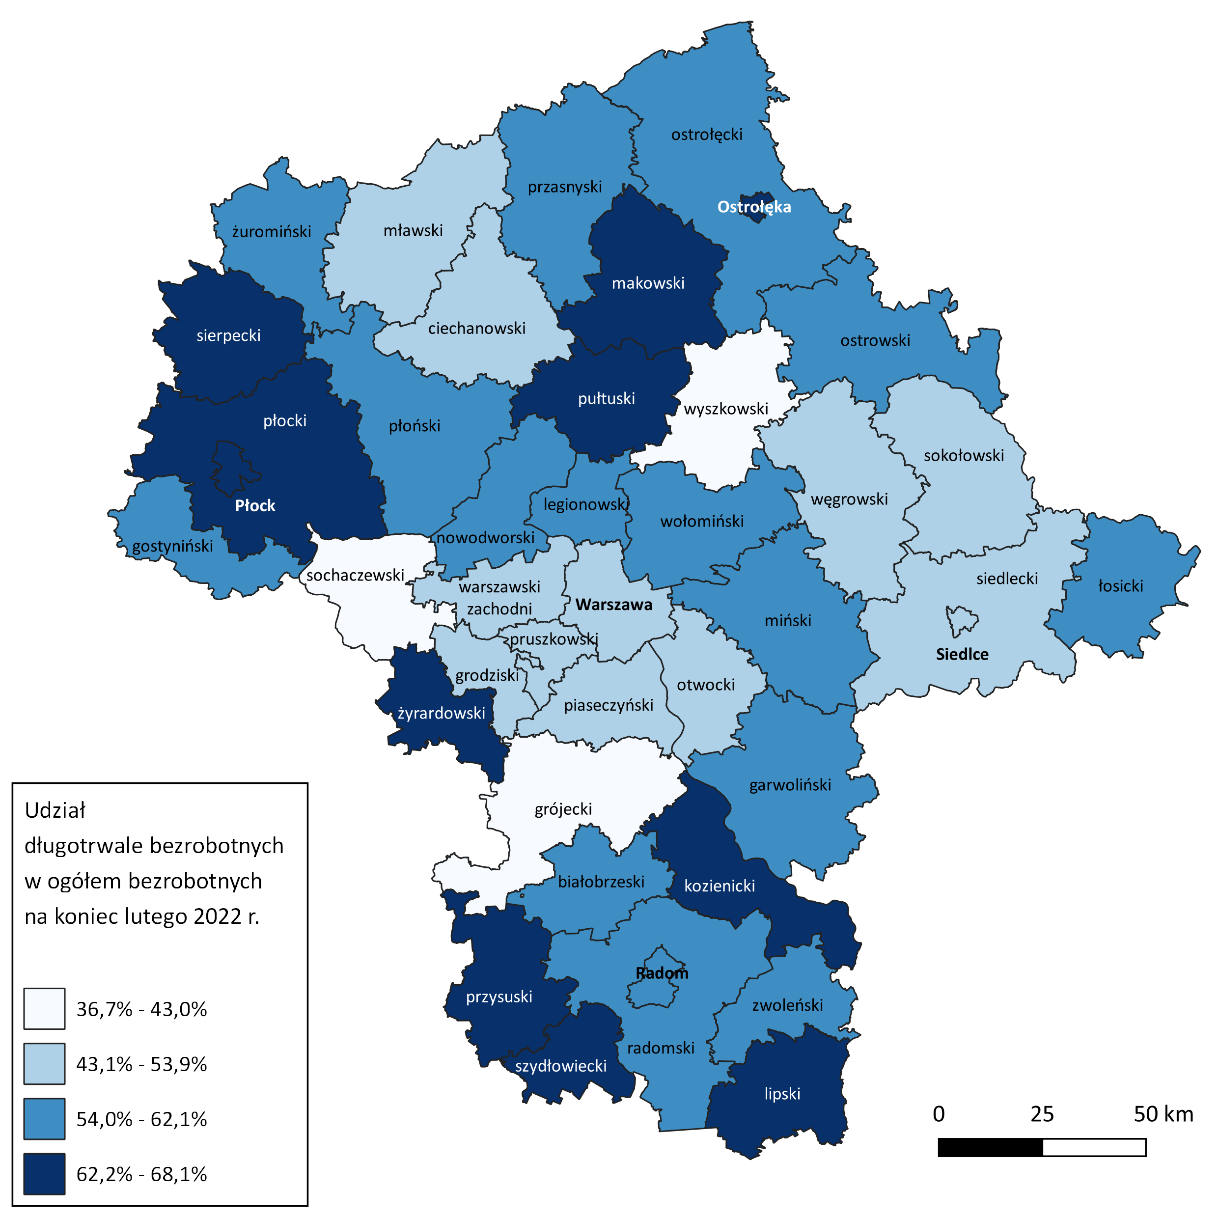 ostrołęcki
przasnyski
Ostrołęka
żuromiński
mławski
makowski
ciechanowski
sierpecki
ostrowski
pułtuski
wyszkowski
płocki
płoński
sokołowski
węgrowski
Płock
legionowski
wołomiński
nowodworski
gostyniński
sochaczewski
siedlecki
łosicki
warszawski
zachodni
Warszawa
miński
pruszkowski
Siedlce
grodziski
otwocki
piaseczyński
żyrardowski
garwoliński
grójecki
białobrzeski
kozienicki
Radom
przysuski
zwoleński
radomski
szydłowiecki
lipski
Udział
długotrwale bezrobotnych
w ogółem bezrobotnych
na koniec lutego 2022 r.
36,7% - 43,0%
43,1% - 53,9%
54,0% - 62,1%
62,2% - 68,1%
0 25 50 km